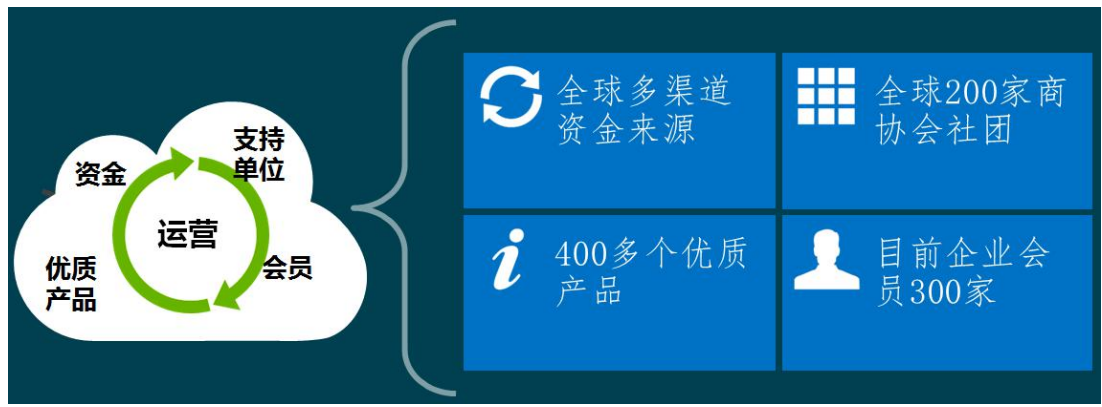 资金
支持
单位
运营
优质
产品
会员
全球多渠道
资金来源
全球200家商
协会社团
400多个优质
产品
目前企业会
员300家